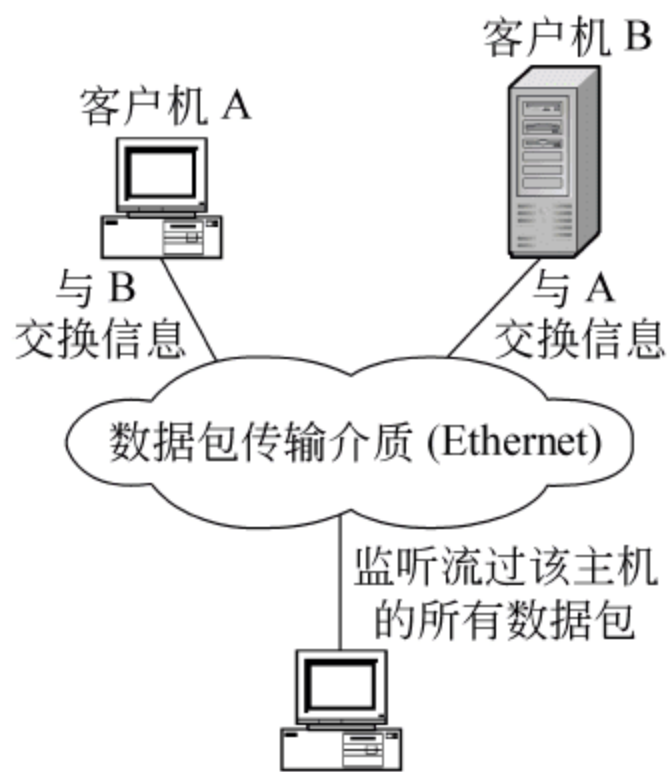 客户机 B
客户机 A
与 B
交换信息
与 A
交换信息
数据包传输介质 (Ethernet)
监听流过该主机
的所有数据包